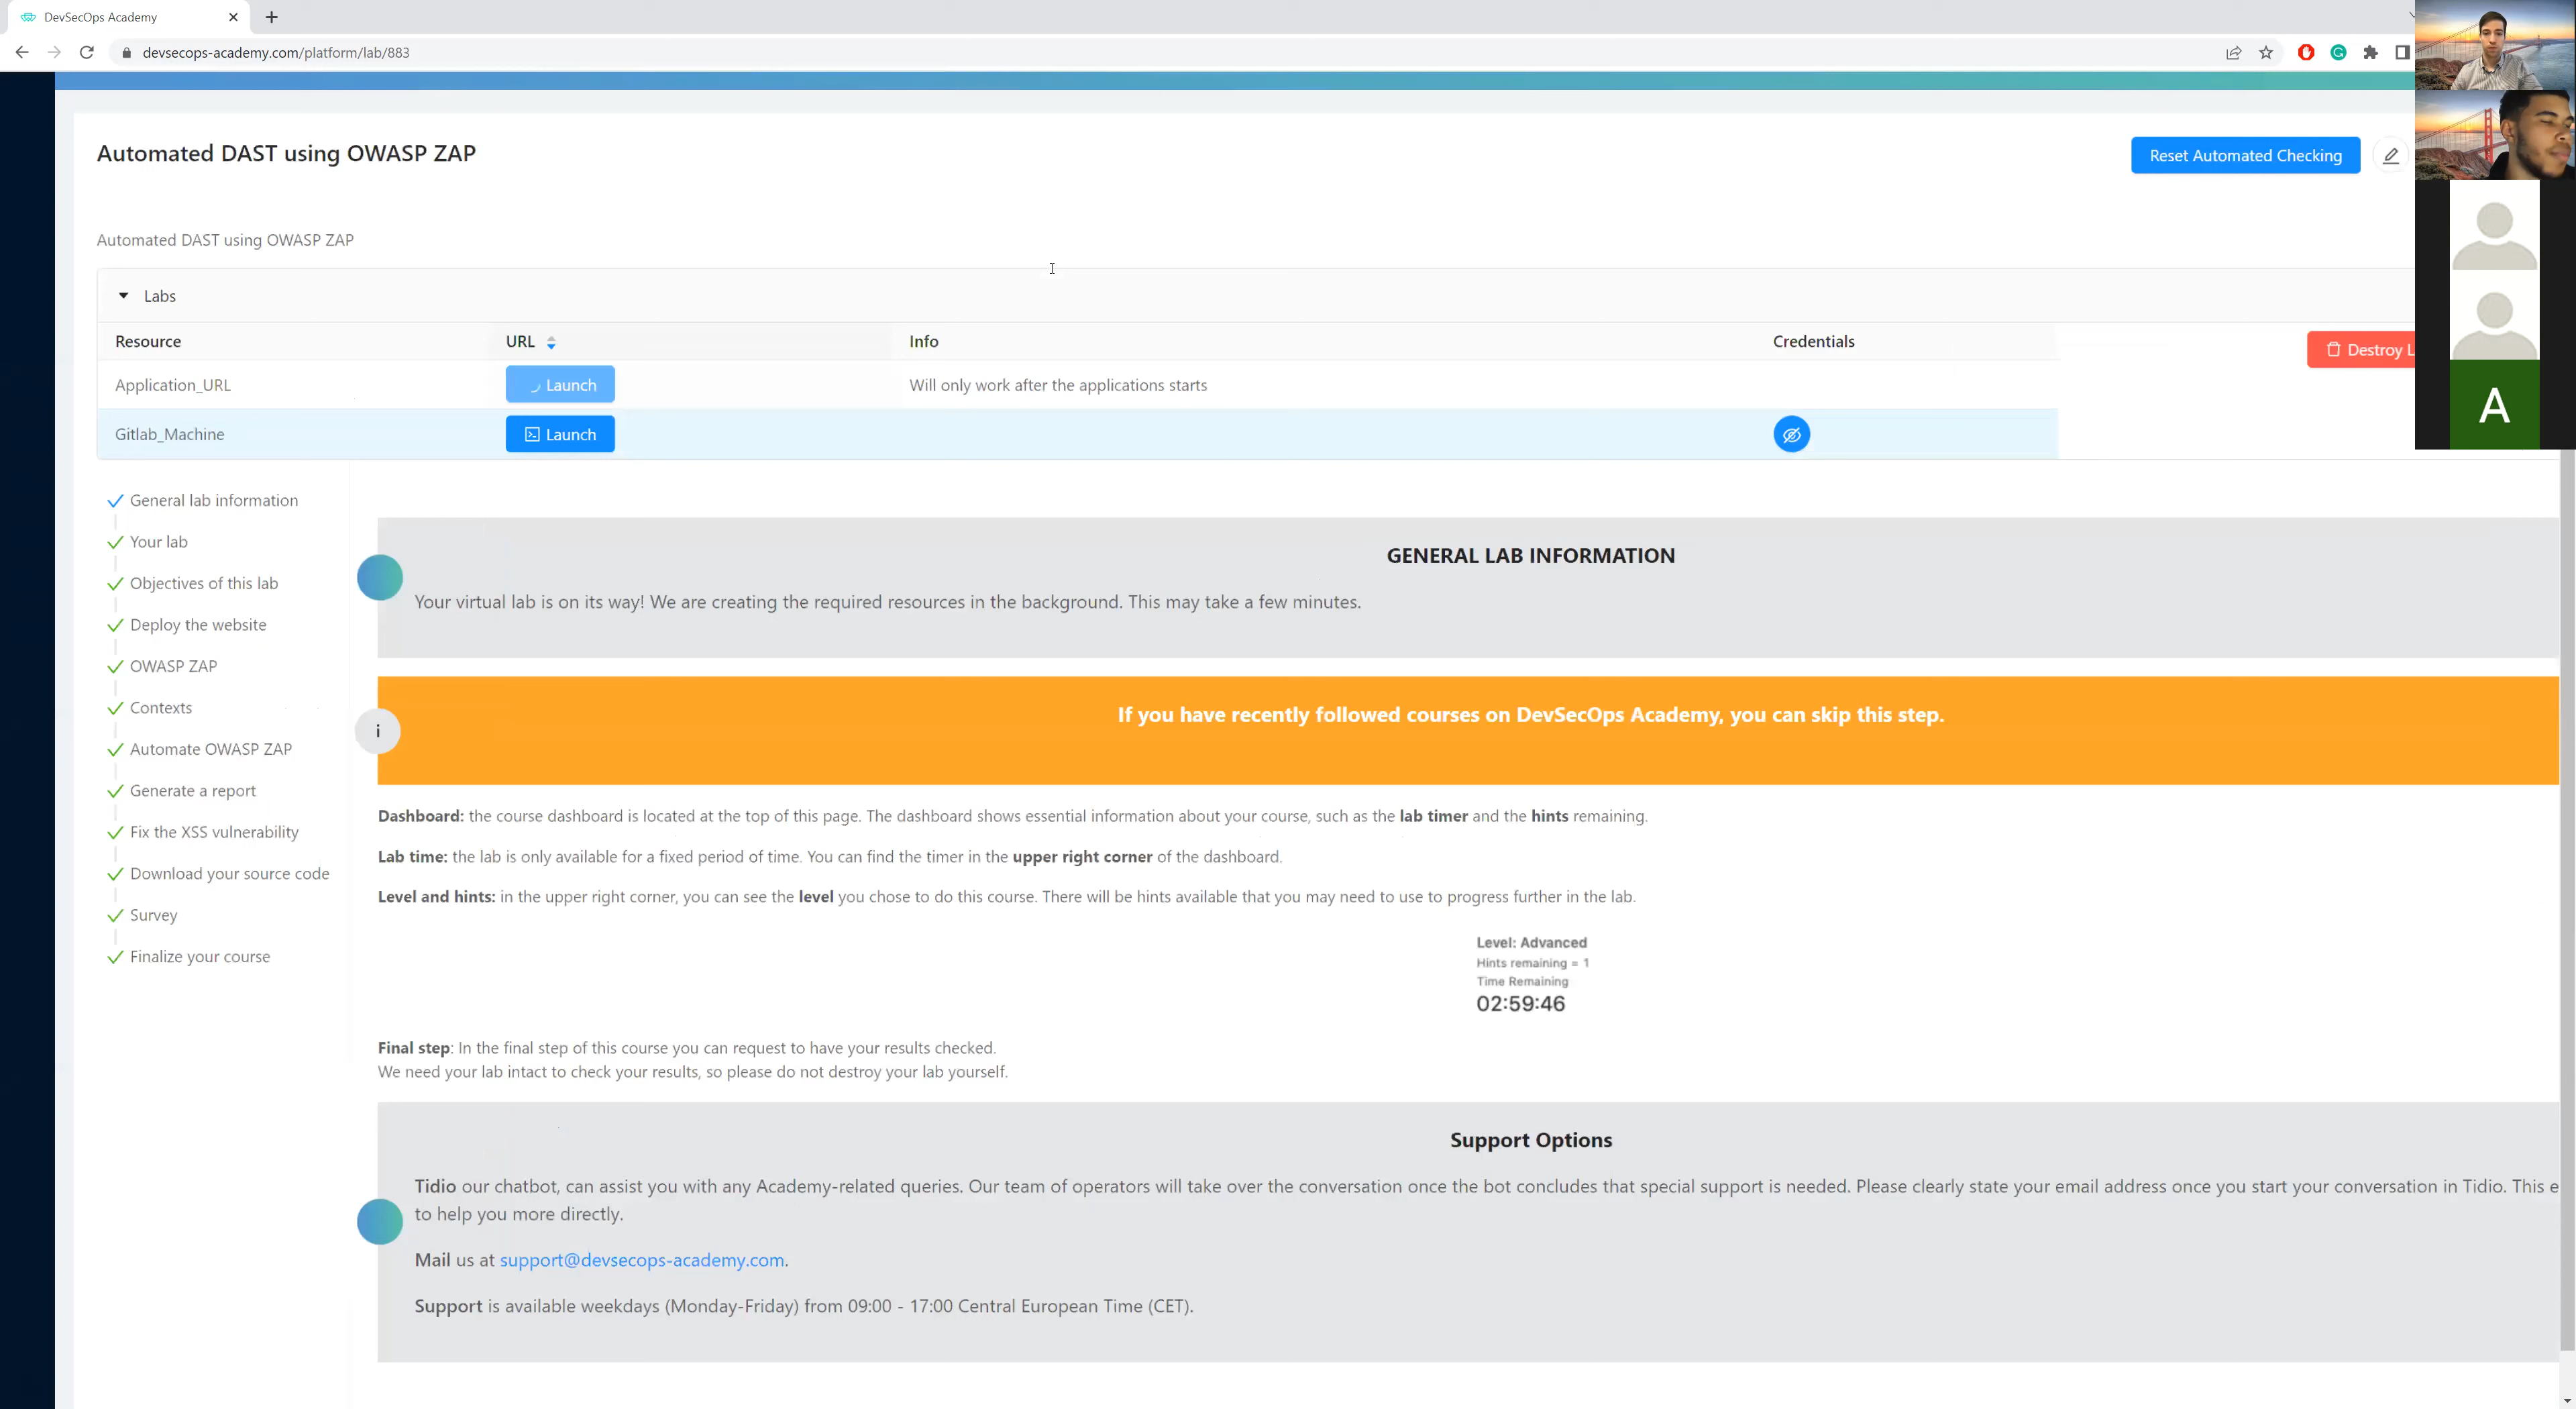 DevSecOps Academy
devsecops-academy.com/platform/lab/883
Automated DAST using OWASP ZAP
Reset Automated Checking
Automated DAST using OWASP ZAP
Labs
Resource URL Info Credentials
Destroy L
Application_URL Launch Will only work after the applications starts
Gitlab_Machine Launch
A
General lab information
Your lab
Objectives of this lab
Deploy the website
OWASP ZAP
Contexts
Automate OWASP ZAP
Generate a report
Fix the XSS vulnerability
Download your source code
Survey
Finalize your course
GENERAL LAB INFORMATION
Your virtual lab is on its way! We are creating the required resources in the background. This may take a few minutes.
i
If you have recently followed courses on DevSecOps Academy, you can skip this step.
Dashboard: the course dashboard is located at the top of this page. The dashboard shows essential information about your course, such as the lab timer and the hints remaining.
Lab time: the lab is only available for a fixed period of time. You can find the timer in the upper right corner of the dashboard.
Level and hints: in the upper right corner, you can see the level you chose to do this course. There will be hints available that you may need to use to progress further in the lab.
Level: Advanced
Hints remaining = 1
Time Remaining
02:59:46
Final step: In the final step of this course you can request to have your results checked.
We need your lab intact to check your results, so please do not destroy your lab yourself.
Support Options
Tidio our chatbot, can assist you with any Academy-related queries. Our team of operators will take over the conversation once the bot concludes that special support is needed. Please clearly state your email address once you start your conversation in Tidio. This e
to help you more directly.
Mail us at support@devsecops-academy.com.
Support is available weekdays (Monday-Friday) from 09:00 - 17:00 Central European Time (CET).